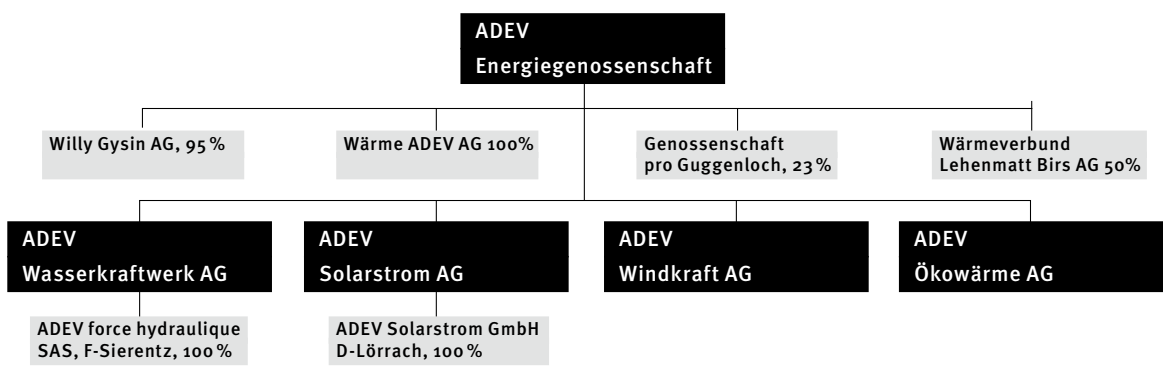 ADEV
Energiegenossenschaft
Willy Gysin AG, 95 %
Wärme ADEV AG 100%
Genossenschaft
pro Guggenloch, 23 %
Wärmeverbund
Lehenmatt Birs AG 50%
ADEV
Wasserkraftwerk AG
ADEV
Solarstrom AG
ADEV
Windkraft AG
ADEV
Ökowärme AG
ADEV force hydraulique
SAS, F-Sierentz, 100 %
ADEV Solarstrom GmbH
D-Lörrach, 100 %